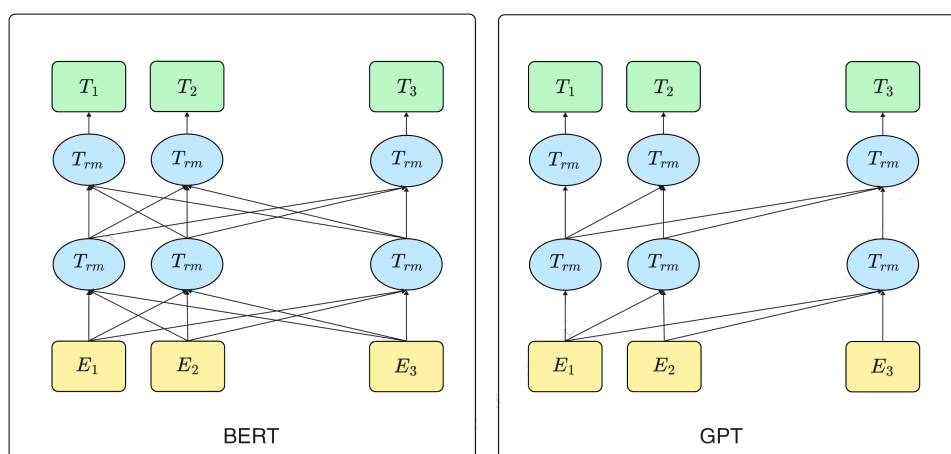 T1 T2 T3
Trm Trm Trm
Trm Trm Trm
E1 E2 E3
BERT
T1 T2 T3
Trm Trm Trm
Trm Trm Trm
E1 E2 E3
GPT